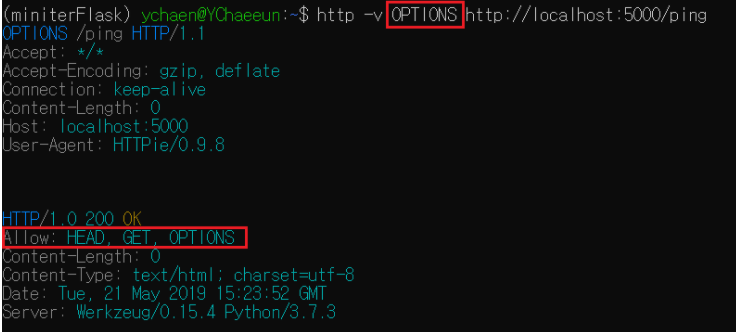 (miniterFlask) ychaen@YChaeeun:~$ http -v OPTIONS http://localhost:5000/ping
OPTIONS /ping HTTP/1.1
Accept: */*
Accept-Encoding: gzip, deflate
Connection: keep-alive
Content-Length: 0
Host: localhost:5000
User-Agent: HTTPie/0.9.8
HTTP/1.0 200 OK
Allow: HEAD, GET, OPTIONS
Content-Length: 0
Content-Type: text/html; charset=utf-8
Date: Tue, 21 May 2019 15:23:52 GMT
Server: Werkzeug/0.15.4 Python/3.7.3